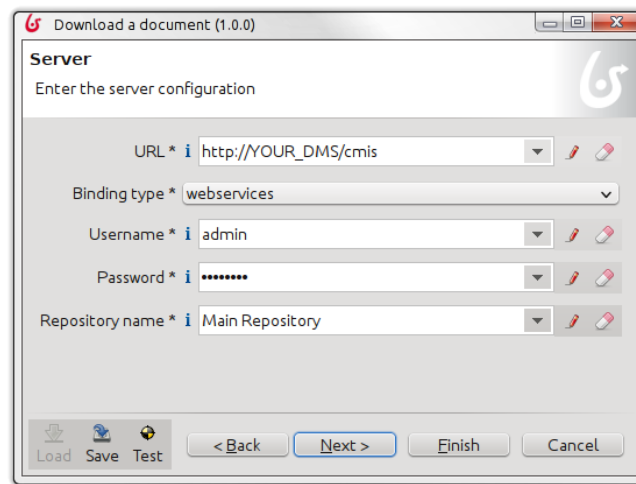 Download a document (1.0.0)
Server
Enter the server configuration
URL * i http://YOUR_DMS/cmis
Binding type * webservices
Username * i admin
Password * i ••••••••
Repository name * i Main Repository
Load Save Test < Back Next > Finish Cancel